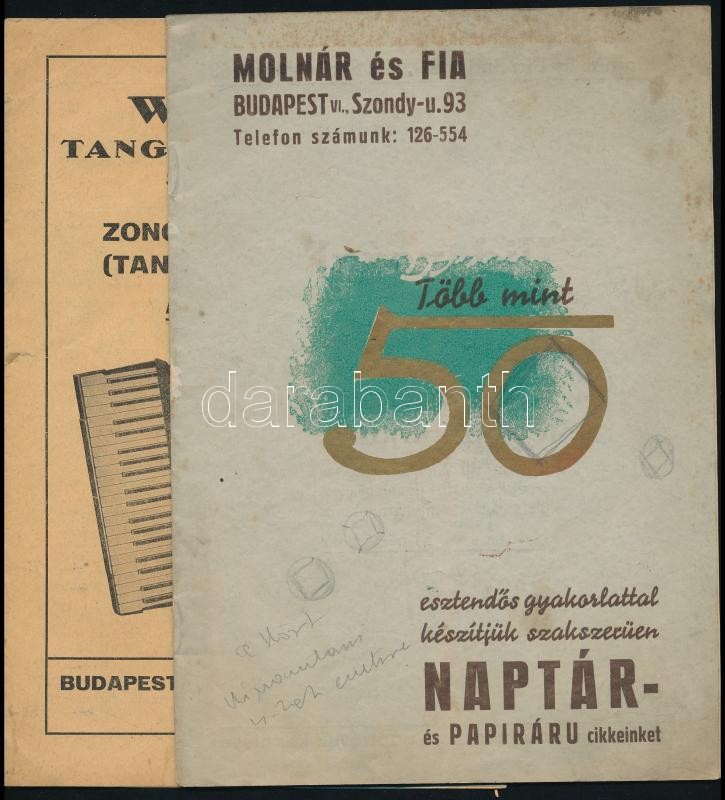 MOLNÁR és FIA
BUDAPEST VI., Szondy-u. 93
Telefon számunk: 126-554
Több mint
50
esztendős gyakorlattal
készítjük szakszerüen
NAPTÁR-
és PAPIRÁRU cikkeinket
W
TANG
ZONG
(TAN
BUDAPEST
darabanth